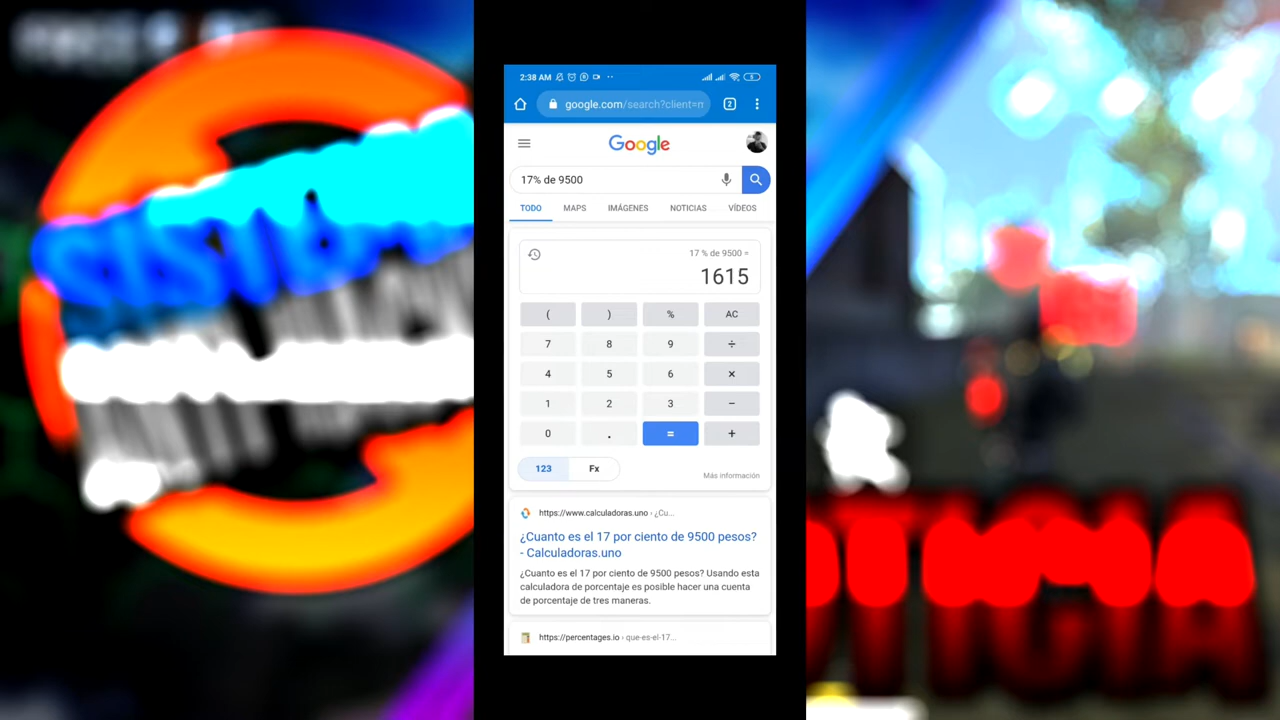 2:38 AM
google.com/search?client=m
2
Google
17% de 9500
TODO
MAPS
IMÁGENES
NOTICIAS
VÍDEOS
17 % de 9500 =
1615
(
)
%
AC
7
8
9
÷
4
5
6
×
1
2
3
−
0
.
=
+
123
Fx
Más información
https://www.calculadoras.uno › ¿Cu...
¿Cuanto es el 17 por ciento de 9500 pesos?
- Calculadoras.uno
¿Cuanto es el 17 por ciento de 9500 pesos? Usando esta
calculadora de porcentaje es posible hacer una cuenta
de porcentaje de tres maneras.
https://percentages.io › que-es-el-17...